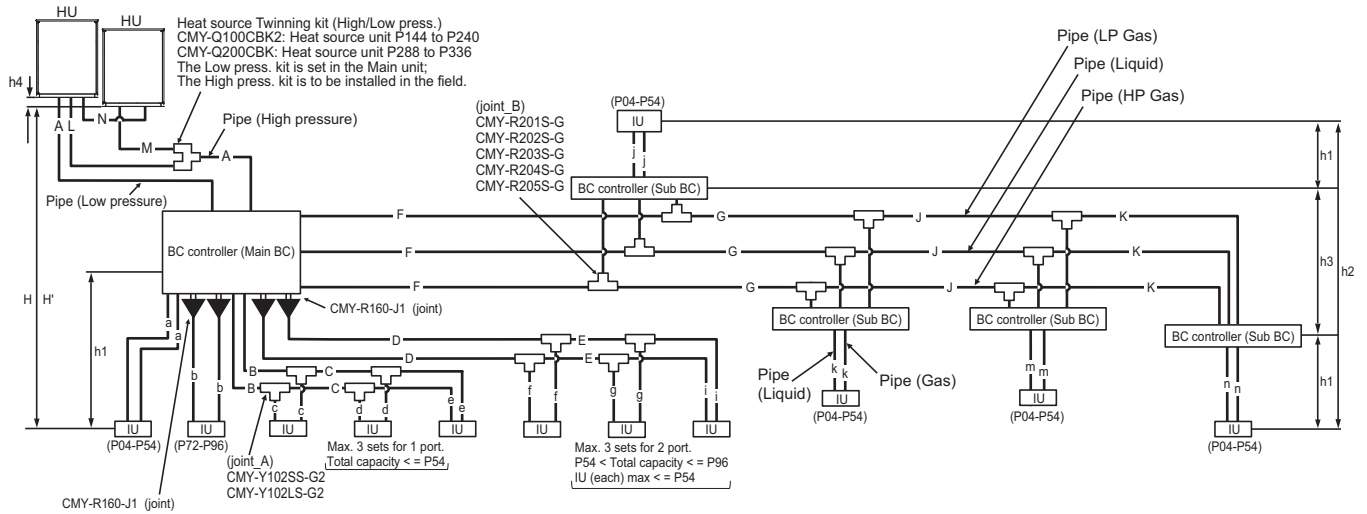 HU
HU
Heat source Twinning kit (High/Low press.)
CMY-Q100CBK2: Heat source unit P144 to P240
CMY-Q200CBK: Heat source unit P288 to P336
The Low press. kit is set in the Main unit;
The High press. kit is to be installed in the field.
h4
A
L
N
M
A
Pipe (High pressure)
Pipe (Low pressure)
H
H'
h1
BC controller (Main BC)
CMY-R160-J1 (joint)
(joint_B)
CMY-R201S-G
CMY-R202S-G
CMY-R203S-G
CMY-R204S-G
CMY-R205S-G
(P04-P54)
IU
j
j
BC controller (Sub BC)
Pipe (LP Gas)
Pipe (Liquid)
Pipe (HP Gas)
F
G
J
K
F
G
J
K
F
G
J
K
h1
h3
h2
h1
BC controller (Sub BC)
BC controller (Sub BC)
BC controller (Sub BC)
Pipe
(Liquid)
k
k
Pipe (Gas)
m
m
n
n
IU
(P04-P54)
IU
(P04-P54)
IU
(P04-P54)
a
a
b
b
D
E
D
E
B
C
B
C
c
c
d
d
e
e
f
f
g
g
i
i
IU
(P04-P54)
IU
(P72-P96)
IU
IU
IU
IU
IU
IU
Max. 3 sets for 1 port.
Total capacity < = P54
Max. 3 sets for 2 port.
P54 < Total capacity < = P96
IU (each) max < = P54
(joint_A)
CMY-Y102SS-G2
CMY-Y102LS-G2
CMY-R160-J1 (joint)